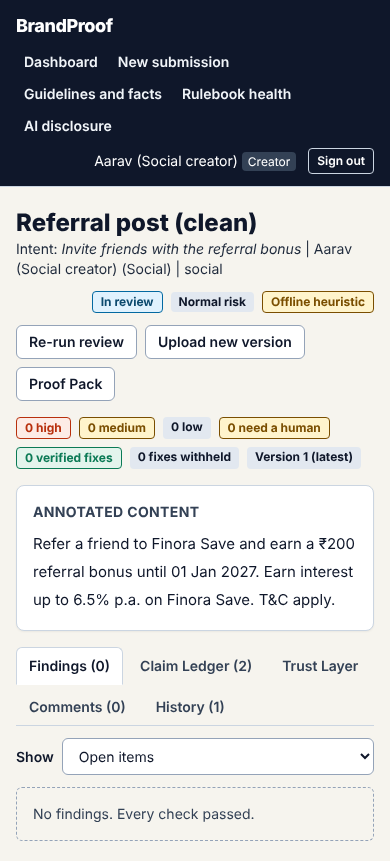 BrandProof
Dashboard New submission
Guidelines and facts Rulebook health
AI disclosure
Aarav (Social creator) Creator Sign out
Referral post (clean)
Intent: Invite friends with the referral bonus | Aarav
(Social creator) (Social) | social
In review Normal risk Offline heuristic
Re-run review Upload new version
Proof Pack
0 high 0 medium 0 low 0 need a human
0 verified fixes 0 fixes withheld Version 1 (latest)
ANNOTATED CONTENT
Refer a friend to Finora Save and earn a ₹200
referral bonus until 01 Jan 2027. Earn interest
up to 6.5% p.a. on Finora Save. T&C apply.
Findings (0) Claim Ledger (2) Trust Layer
Comments (0) History (1)
Show Open items
No findings. Every check passed.